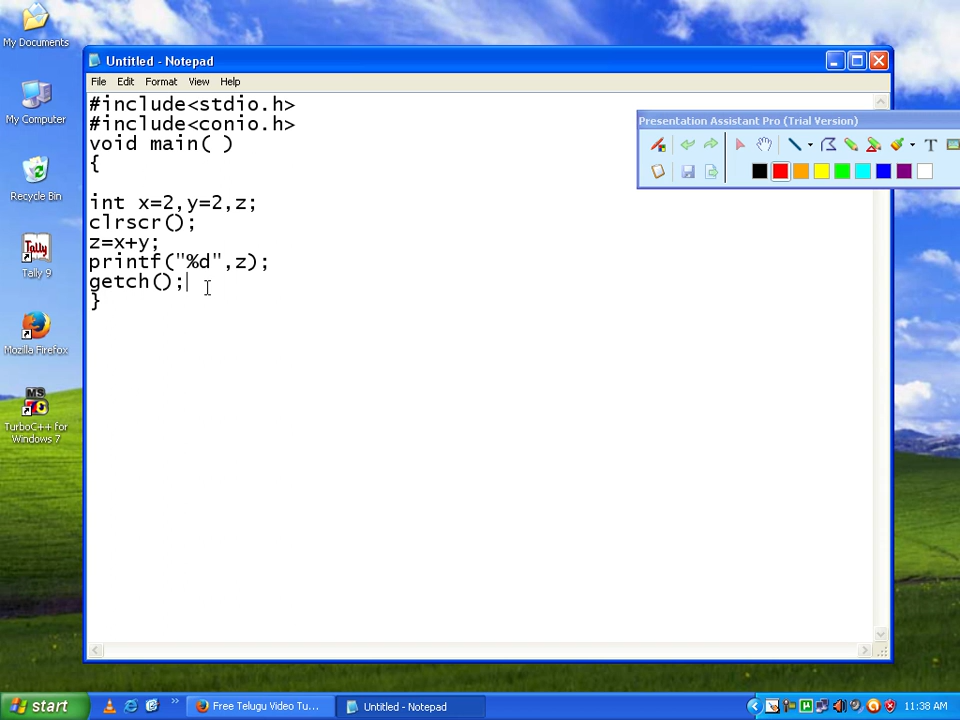 My Documents
My Computer
Recycle Bin
Tally
Tally 9
Mozilla Firefox
MS
TurboC++ for
Windows 7
Untitled - Notepad
File Edit Format View Help
#include<stdio.h>
#include<conio.h>
void main( )
{
int x=2,y=2,z;
clrscr();
z=x+y;
printf("%d",z);
getch();
}
Presentation Assistant Pro (Trial Version)
T
start
Free Telugu Video Tu...
Untitled - Notepad
11:38 AM